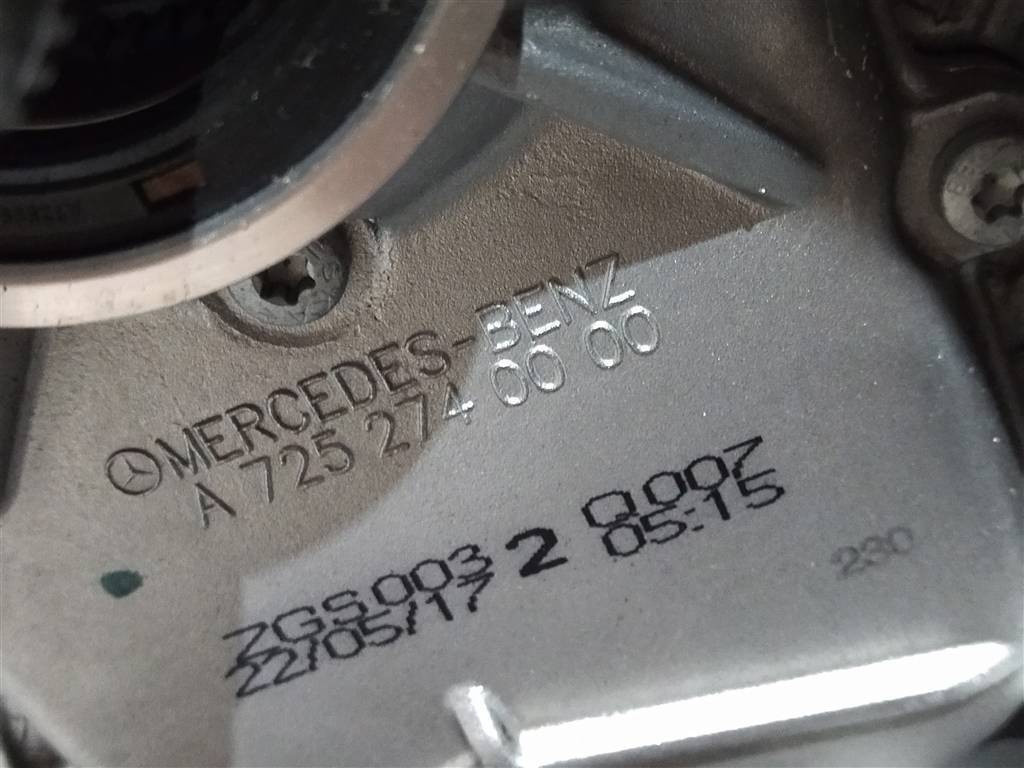 MERCEDES-BENZ
A 725 274 00 00
ZGS003 2 Q007
22/05/17 05:15
230